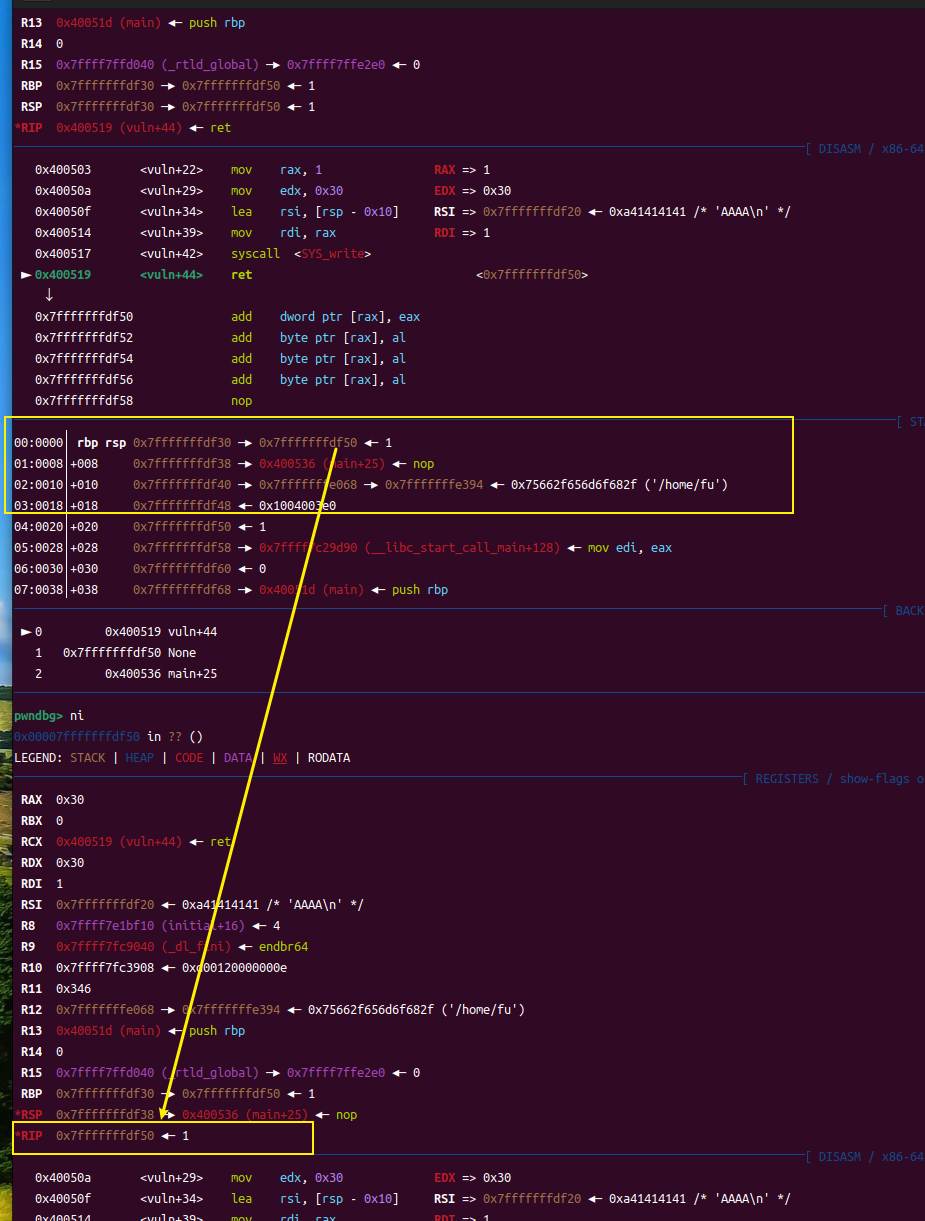 R13  0x40051d (main) ◂— push rbp
R14  0
R15  0x7ffff7ffd040 (_rtld_global) —▸ 0x7ffff7ffe2e0 ◂— 0
RBP  0x7fffffffdf30 —▸ 0x7fffffffdf50 ◂— 1
RSP  0x7fffffffdf30 —▸ 0x7fffffffdf50 ◂— 1
*RIP  0x400519 (vuln+44) ◂— ret
[ DISASM / x86-64
0x400503       <vuln+22>    mov    rax, 1                RAX => 1
0x40050a       <vuln+29>    mov    edx, 0x30             EDX => 0x30
0x40050f       <vuln+34>    lea    rsi, [rsp - 0x10]     RSI => 0x7fffffffdf20 ◂— 0xa41414141 /* 'AAAA\n' */
0x400514       <vuln+39>    mov    rdi, rax              RDI => 1
0x400517       <vuln+42>    syscall  <SYS_write>
► 0x400519       <vuln+44>    ret                                <0x7fffffffdf50>
↓
0x7fffffffdf50              add    dword ptr [rax], eax
0x7fffffffdf52              add    byte ptr [rax], al
0x7fffffffdf54              add    byte ptr [rax], al
0x7fffffffdf56              add    byte ptr [rax], al
0x7fffffffdf58              nop
[ ST
00:0000│ rbp rsp 0x7fffffffdf30 —▸ 0x7fffffffdf50 ◂— 1
01:0008│+008     0x7fffffffdf38 —▸ 0x400536 (main+25) ◂— nop
02:0010│+010     0x7fffffffdf40 —▸ 0x7fffffffe068 —▸ 0x7fffffffe394 ◂— 0x75662f656d6f682f ('/home/fu')
03:0018│+018     0x7fffffffdf48 ◂— 0x1004003e0
04:0020│+020     0x7fffffffdf50 ◂— 1
05:0028│+028     0x7fffffffdf58 —▸ 0x7ffff7c29d90 (__libc_start_call_main+128) ◂— mov edi, eax
06:0030│+030     0x7fffffffdf60 ◂— 0
07:0038│+038     0x7fffffffdf68 —▸ 0x40051d (main) ◂— push rbp
[ BACK
► 0         0x400519 vuln+44
1   0x7fffffffdf50 None
2         0x400536 main+25
pwndbg> ni
0x00007fffffffdf50 in ?? ()
LEGEND: STACK | HEAP | CODE | DATA | WX | RODATA
[ REGISTERS / show-flags o
RAX  0x30
RBX  0
RCX  0x400519 (vuln+44) ◂— ret
RDX  0x30
RDI  1
RSI  0x7fffffffdf20 ◂— 0xa41414141 /* 'AAAA\n' */
R8   0x7ffff7e1bf10 (initial+16) ◂— 4
R9   0x7ffff7fc9040 (_dl_fini) ◂— endbr64
R10  0x7ffff7fc3908 ◂— 0xd00120000000e
R11  0x346
R12  0x7fffffffe068 —▸ 0x7fffffffe394 ◂— 0x75662f656d6f682f ('/home/fu')
R13  0x40051d (main) ◂— push rbp
R14  0
R15  0x7ffff7ffd040 (_rtld_global) —▸ 0x7ffff7ffe2e0 ◂— 0
RBP  0x7fffffffdf30 —▸ 0x7fffffffdf50 ◂— 1
*RSP  0x7fffffffdf38 —▸ 0x400536 (main+25) ◂— nop
*RIP  0x7fffffffdf50 ◂— 1
[ DISASM / x86-64
0x40050a       <vuln+29>    mov    edx, 0x30             EDX => 0x30
0x40050f       <vuln+34>    lea    rsi, [rsp - 0x10]     RSI => 0x7fffffffdf20 ◂— 0xa41414141 /* 'AAAA\n' */
0x400514       <vuln+39>    mov    rdi, rax              RDI => 1